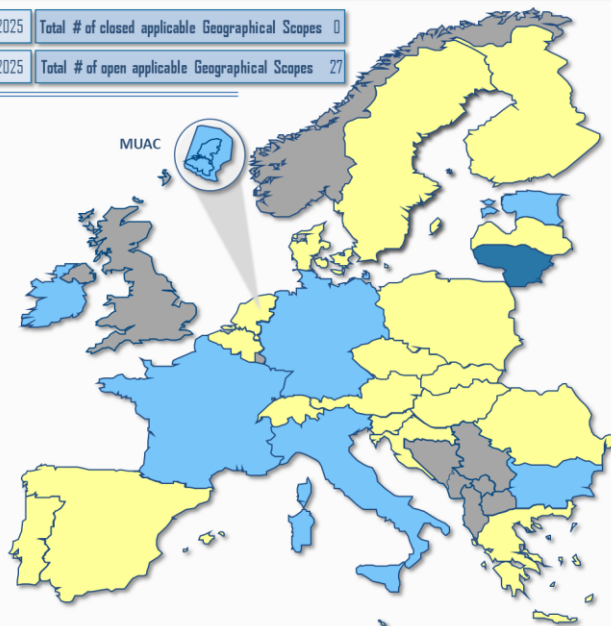 2025 Total # of closed applicable Geographical Scopes 0
2025 Total # of open applicable Geographical Scopes 27
MUAC